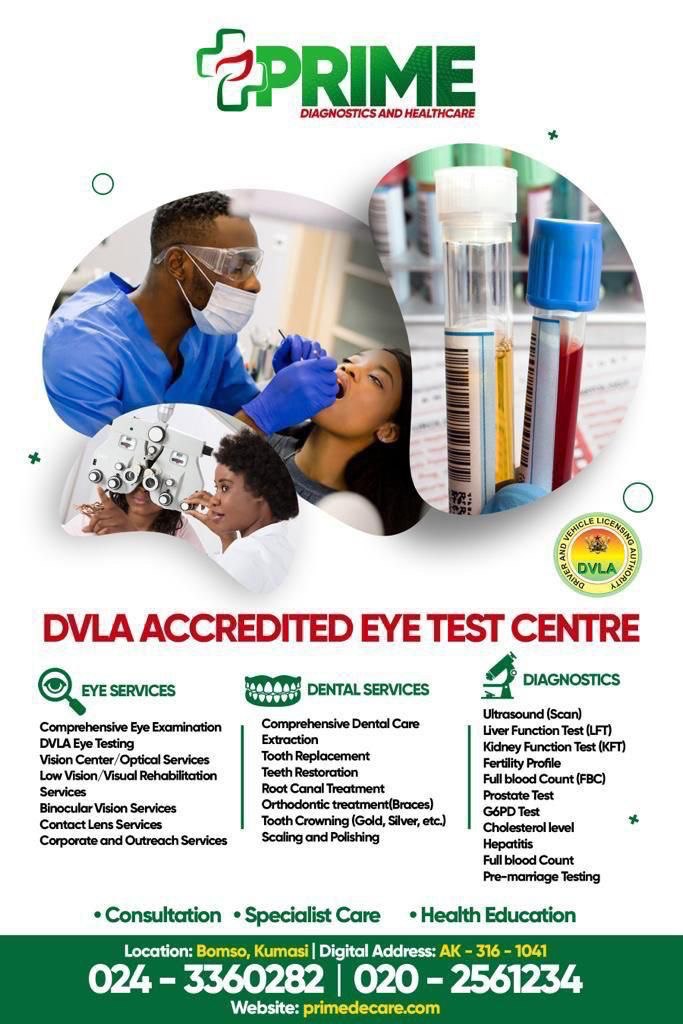 PRIME
DIAGNOSTICS AND HEALTHCARE
DRIVER AND VEHICLE LICENSING AUTHORITY
DVLA
DVLA ACCREDITED EYE TEST CENTRE
EYE SERVICES
Comprehensive Eye Examination
DVLA Eye Testing
Vision Center/Optical Services
Low Vision/Visual Rehabilitation
Services
Binocular Vision Services
Contact Lens Services
Corporate and Outreach Services
DENTAL SERVICES
Comprehensive Dental Care
Extraction
Tooth Replacement
Teeth Restoration
Root Canal Treatment
Orthodontic treatment(Braces)
Tooth Crowning (Gold, Silver, etc.)
Scaling and Polishing
DIAGNOSTICS
Ultrasound (Scan)
Liver Function Test (LFT)
Kidney Function Test (KFT)
Fertility Profile
Full blood Count (FBC)
Prostate Test
G6PD Test
Cholesterol level
Hepatitis
Full blood Count
Pre-marriage Testing
• Consultation • Specialist Care • Health Education
Location: Bomso, Kumasi | Digital Address: AK - 316 - 1041
024 - 3360282 | 020 - 2561234
Website: primedecare.com